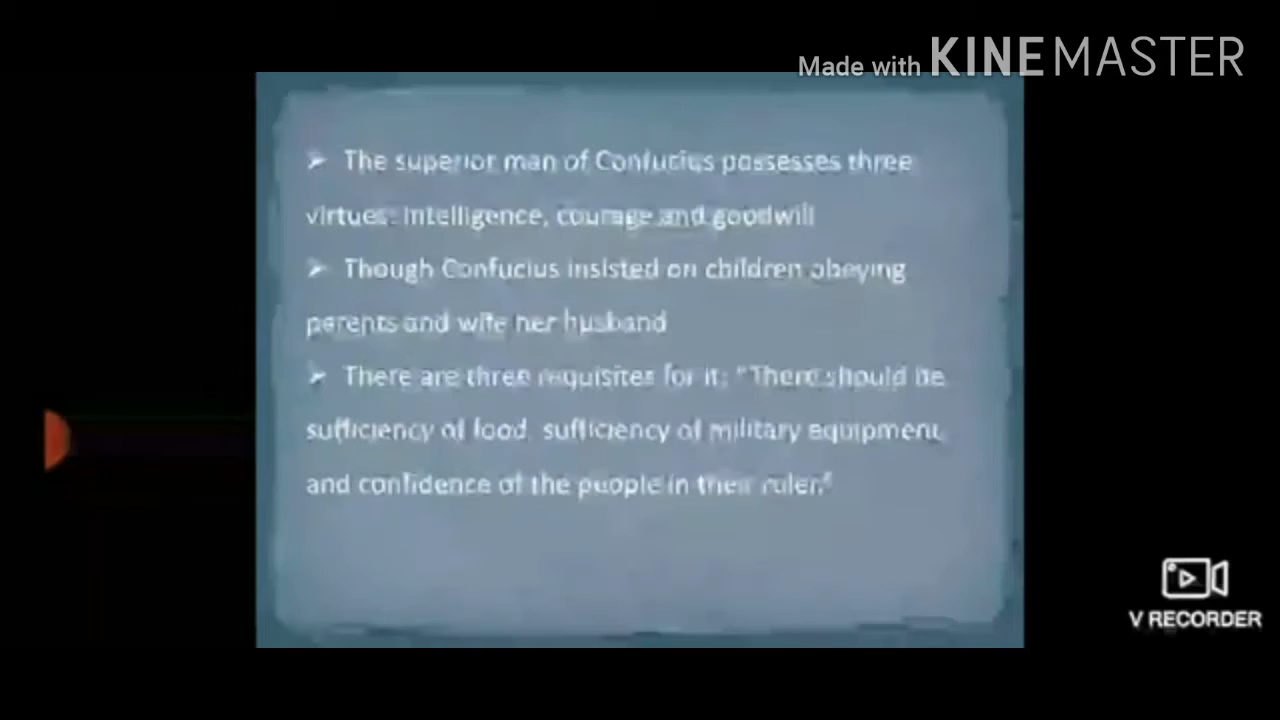 Made with KINEMASTER
➢ The superior man of Confucius possesses three
virtues: intelligence, courage and goodwill
➢ Though Confucius insisted on children obeying
parents and wife her husband
➢ There are three requisites for it; "There should be
sufficiency of food, sufficiency of military equipment,
and confidence of the people in their ruler."
V RECORDER